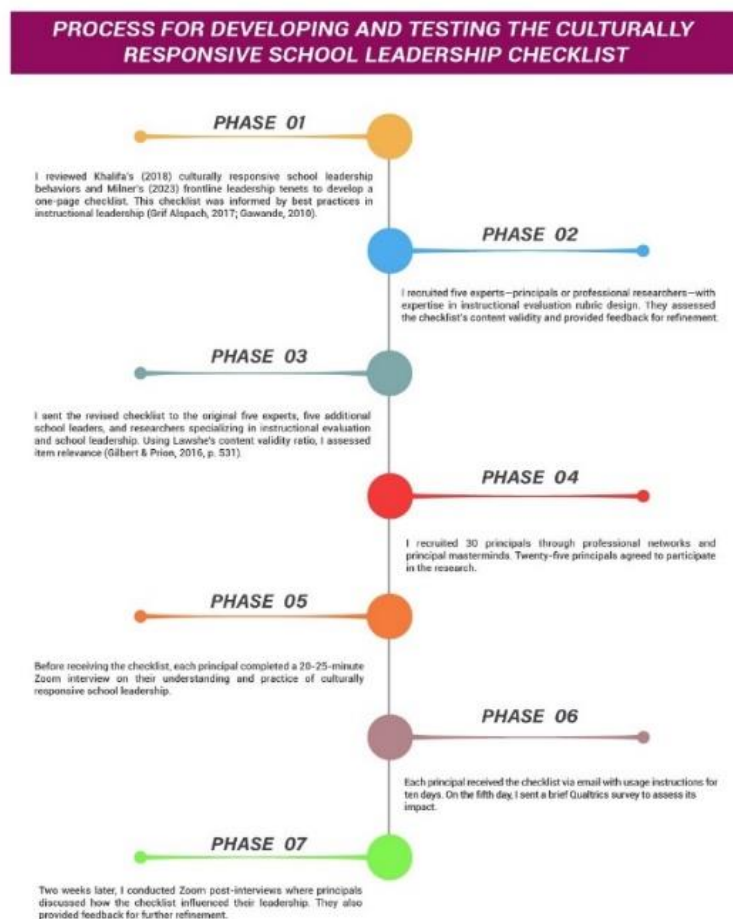 PROCESS FOR DEVELOPING AND TESTING THE CULTURALLY
RESPONSIVE SCHOOL LEADERSHIP CHECKLIST
PHASE 01
I reviewed Khalifa's (2018) culturally responsive school leadership
behaviors and Milner's (2023) frontline leadership tenets to develop a
one-page checklist. This checklist was informed by best practices in
instructional leadership (Grif Alspach, 2017; Gawande, 2010).
PHASE 02
I recruited five experts—principals or professional researchers—with
expertise in instructional evaluation rubric design. They assessed
the checklist's content validity and provided feedback for refinement.
PHASE 03
I sent the revised checklist to the original five experts, five additional
school leaders, and researchers specializing in instructional evaluation
and school leadership. Using Lawshe's content validity ratio, I assessed
item relevance (Gilbert & Prion, 2016, p. 531).
PHASE 04
I recruited 30 principals through professional networks and
principal masterminds. Twenty-five principals agreed to participate
in the research.
PHASE 05
Before receiving the checklist, each principal completed a 20-25-minute
Zoom interview on their understanding and practice of culturally
responsive school leadership.
PHASE 06
Each principal received the checklist via email with usage instructions for
ten days. On the fifth day, I sent a brief Qualtrics survey to assess its
impact.
PHASE 07
Two weeks later, I conducted Zoom post-interviews where principals
discussed how the checklist influenced their leadership. They also
provided feedback for further refinement.